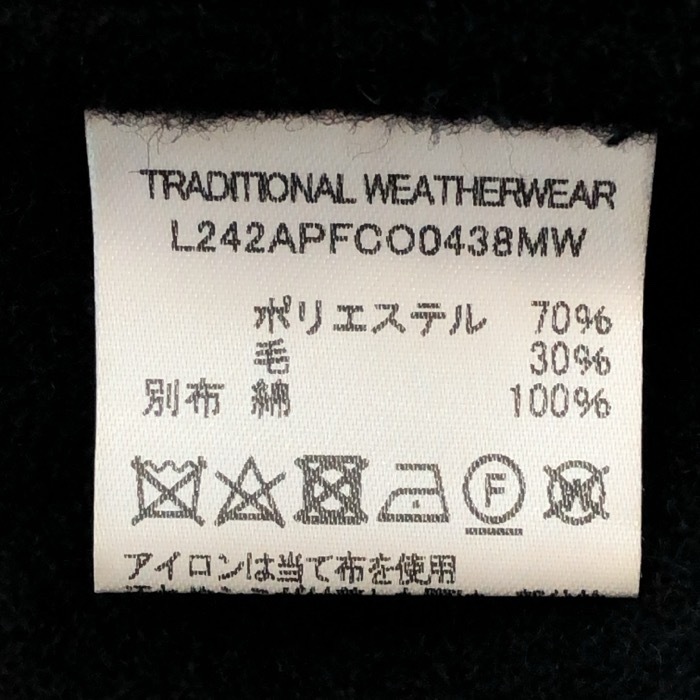 TRADITIONAL WEATHERWEAR
L242APFCO0438MW
ポリエステル 70%
毛 30%
別布 綿 100%
F
W
アイロンは当て布を使用